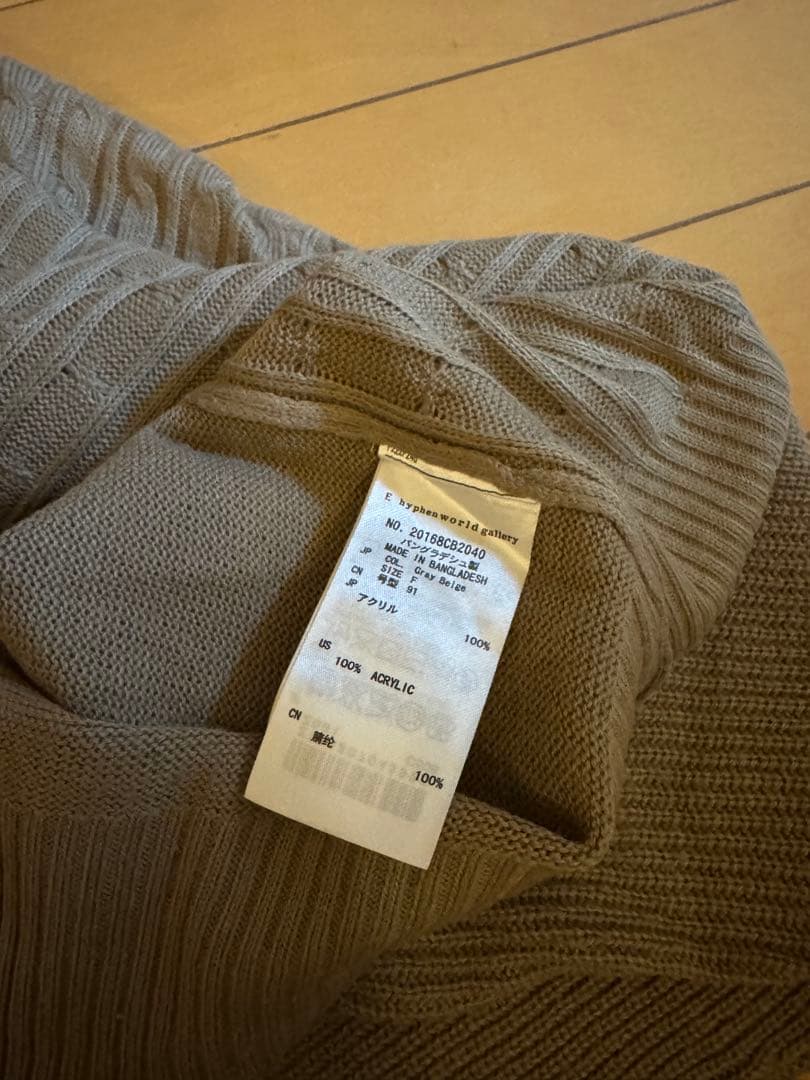 E hyphen world gallery
NO. 20168CB2040
バングラデシュ製
JP MADE IN BANGLADESH
COL. Gray Beige
CN SIZE F
JP 号型 91
アクリル
100%
US
100% ACRYLIC
CN
腈纶
100%